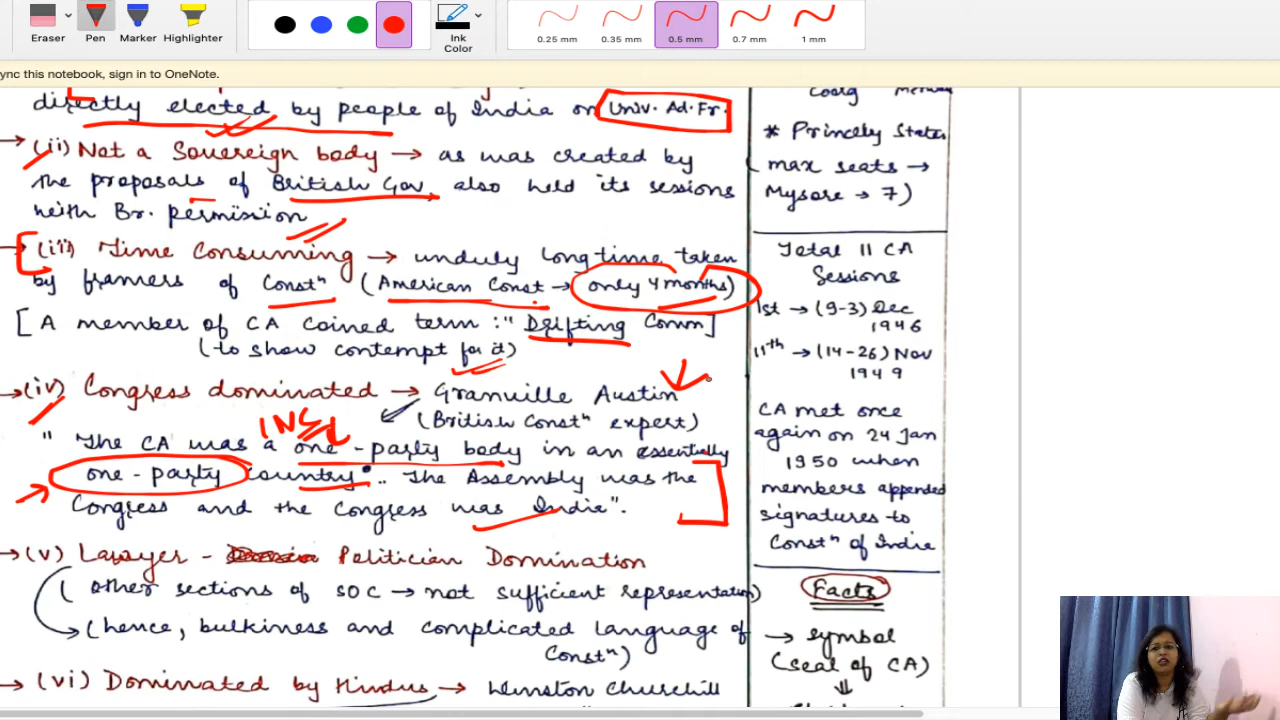 Eraser
Pen
Marker
Highlighter
Ink
Color
0.25 mm
0.35 mm
0.5 mm
0.7 mm
1 mm
ync this notebook, sign in to OneNote.
directly elected by people of India on Univ. Ad. Fr.
→ (ii) Not a Sovereign body → as was created by
the proposals of British Gov. also held its sessions
with Br. permission
→ (iii) Time Consuming → unduly long time taken
by framers of Constⁿ (American Const → only 4 months)
[A member of CA coined term : "Drifting Comm]
(to show contempt for it)
→ (iv) Congress dominated → Granville Austin
(British Constⁿ expert)
INC
" The CA was a one - party body in an essentially
one - party country".. The Assembly was the
Congress and the Congress was India".
→ (v) Lawyer - Politician Domination
( other sections of soc → not sufficient representation)
→ (hence, bulkiness and complicated language of
Constⁿ)
→ (vi) Dominated by Hindus → Winston Churchill
Coorg
* Princely States
( max seats →
Mysore → 7 )
Total 11 CA
Sessions
1st → (9-3) Dec
1946
11th → (14-26) Nov
1949
CA met once
again on 24 Jan
1950 when
members appended
signatures to
Constⁿ of India
Facts
→ symbol
(seal of CA)
⇓